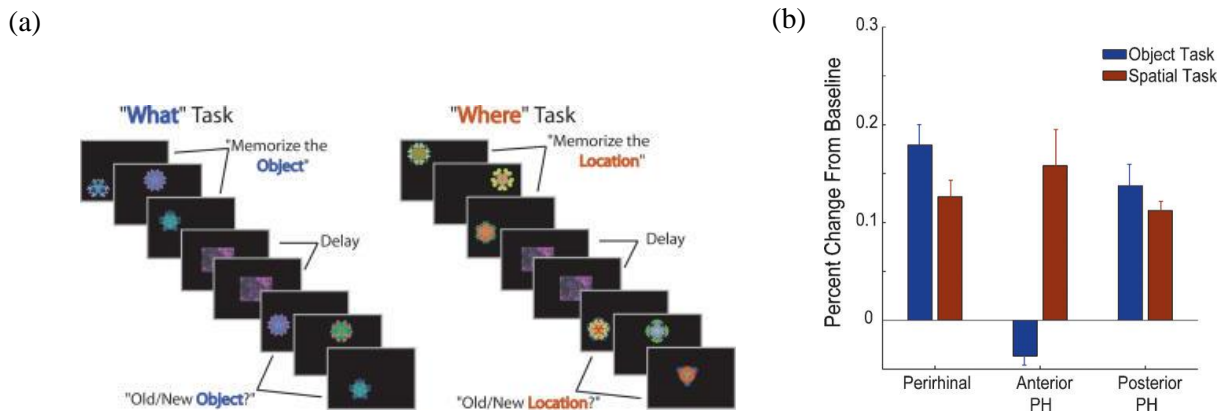 (a)
"What" Task
"Memorize the
Object"
Delay
"Old/New Object?"
"Where" Task
"Memorize the
Location"
Delay
"Old/New Location?"
(b)
Percent Change From Baseline
0.3
0.2
0.1
0
Object Task
Spatial Task
Perirhinal
Anterior
PH
Posterior
PH